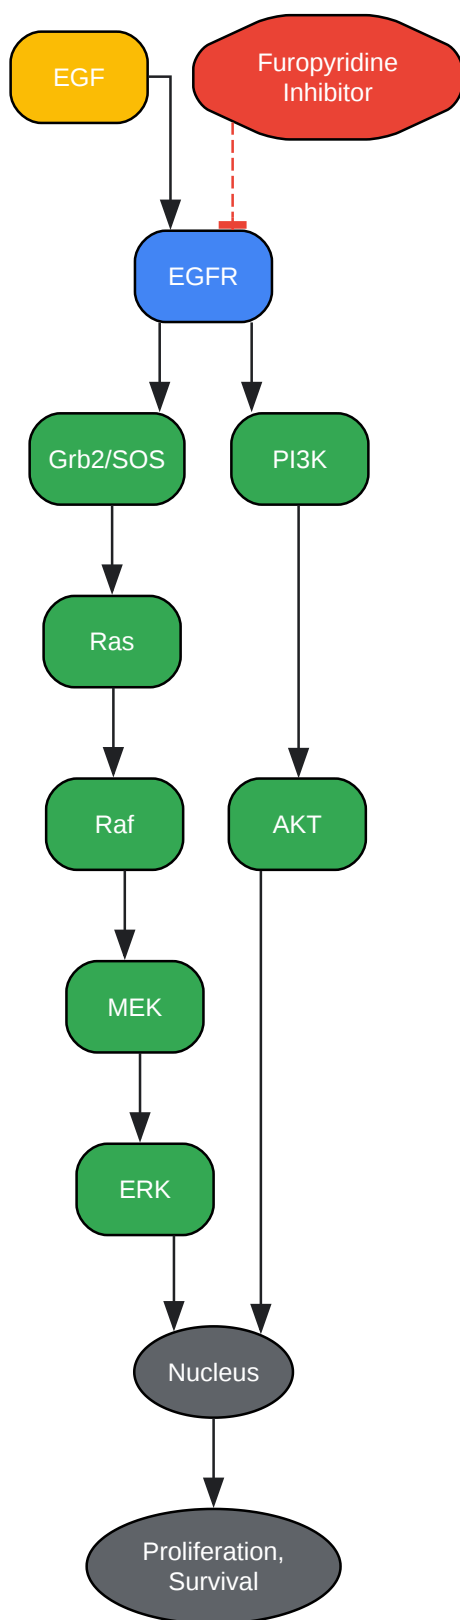 EGF
Furopyridine
Inhibitor
EGFR
Grb2/SOS
PI3K
Ras
Raf
AKT
MEK
ERK
Nucleus
Proliferation,
Survival